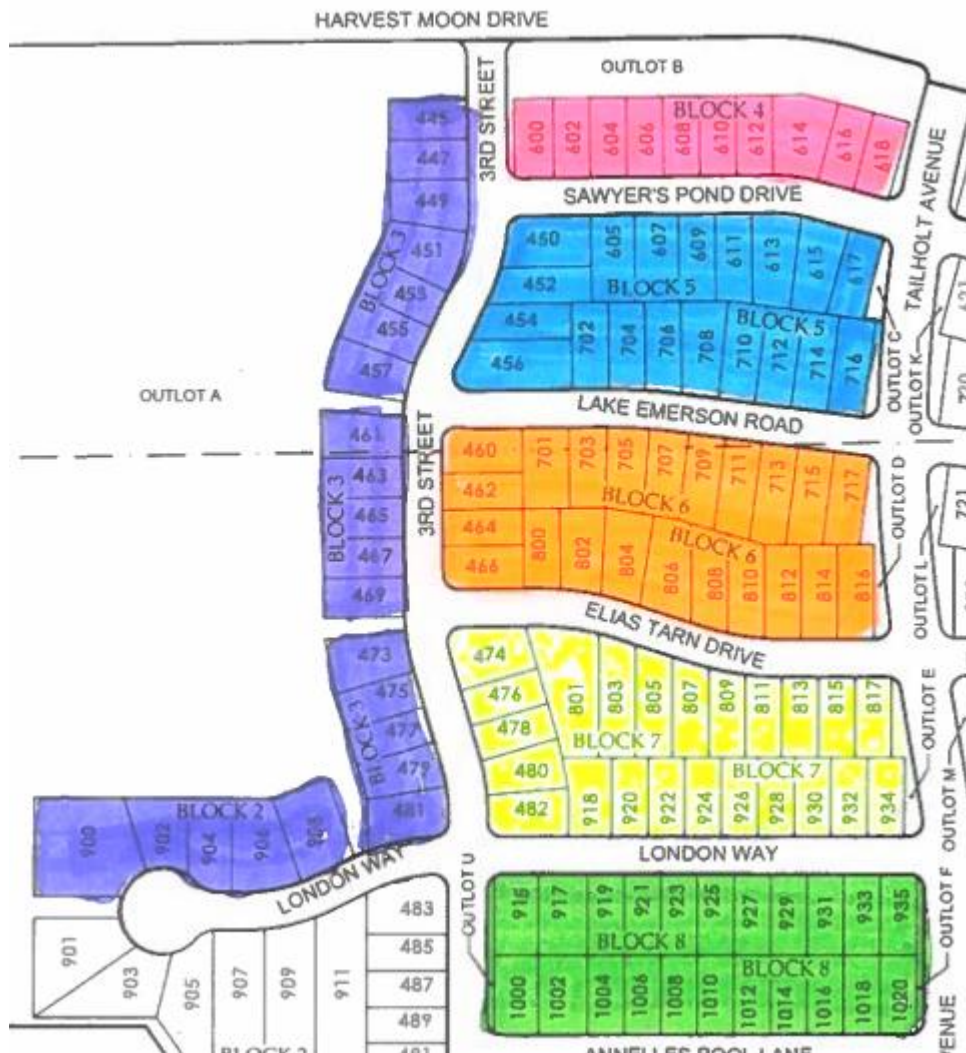 HARVEST MOON DRIVE
OUTLOT B
3RD STREET
BLOCK 4
600 602 604 606 608 610 612 614 616 618
SAWYER'S POND DRIVE
TAILHOLT AVENUE
445
447
449
451
453
455
457
BLOCK 3
450 605 607 609 611 613 615 617
452
BLOCK 5
454
BLOCK 5
456
702 704 706 708 710 712 714 716
OUTLOT C
OUTLOT K
OUTLOT A
LAKE EMERSON ROAD
461
463
465
467
469
BLOCK 3
3RD STREET
460 701 703 705 707 709 711 713 715 717
462
BLOCK 6
464
BLOCK 6
466
800 802 804 806 808 810 812 814 816
OUTLOT D
OUTLOT L
721
ELIAS TARN DRIVE
473
475
477
479
481
BLOCK 3
474
476
478
480
482
801 803 805 807 809 811 813 815 817
BLOCK 7
BLOCK 7
918 920 922 924 926 928 930 932 934
OUTLOT E
OUTLOT M
BLOCK 2
900 902 904 906 908
LONDON WAY
LONDON WAY
OUTLOT U
OUTLOT F
901
903
905
907
909
911
483
485
487
489
915 917 919 921 923 925 927 929 931 933 935
BLOCK 8
BLOCK 8
1000 1002 1004 1006 1008 1010 1012 1014 1016 1018 1020